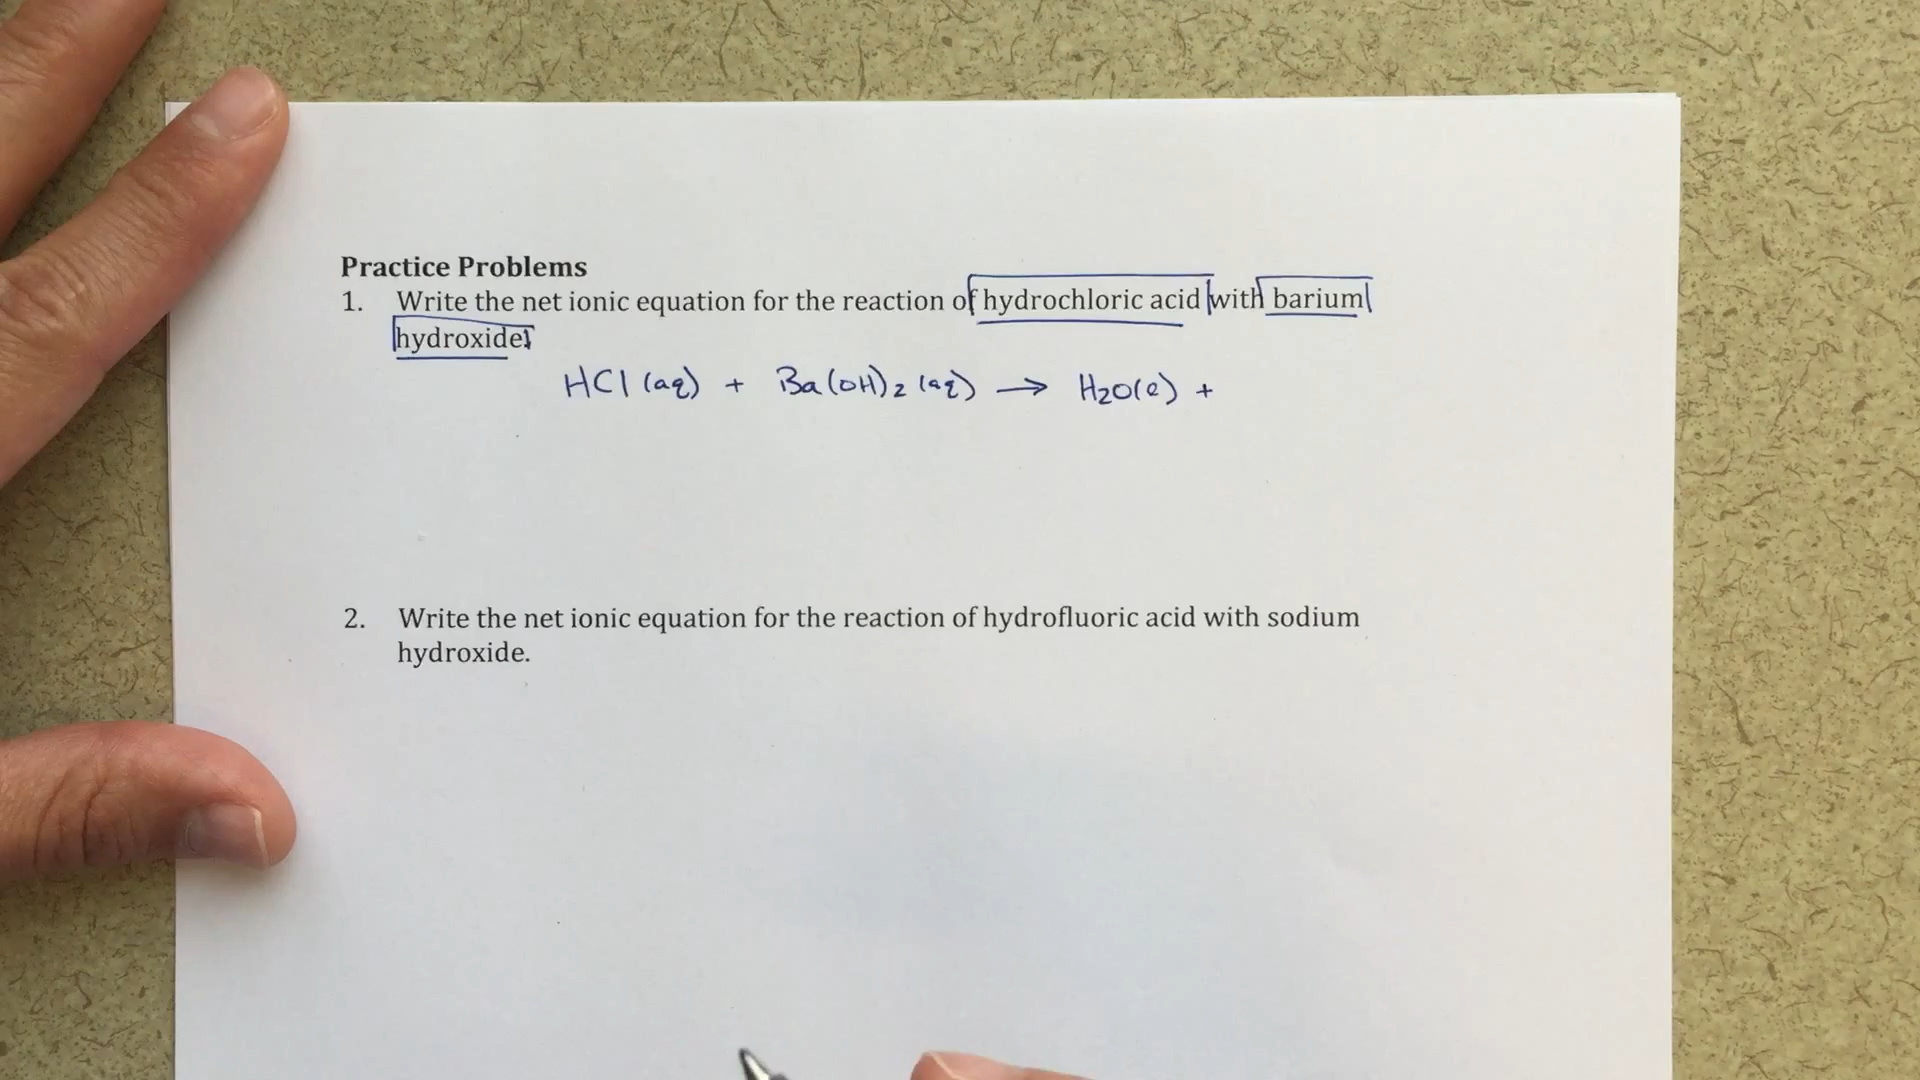 Practice Problems
1. Write the net ionic equation for the reaction of hydrochloric acid with barium
hydroxide.
HCl (aq) + Ba(OH)₂ (aq) → H₂O(l) +
2. Write the net ionic equation for the reaction of hydrofluoric acid with sodium
hydroxide.